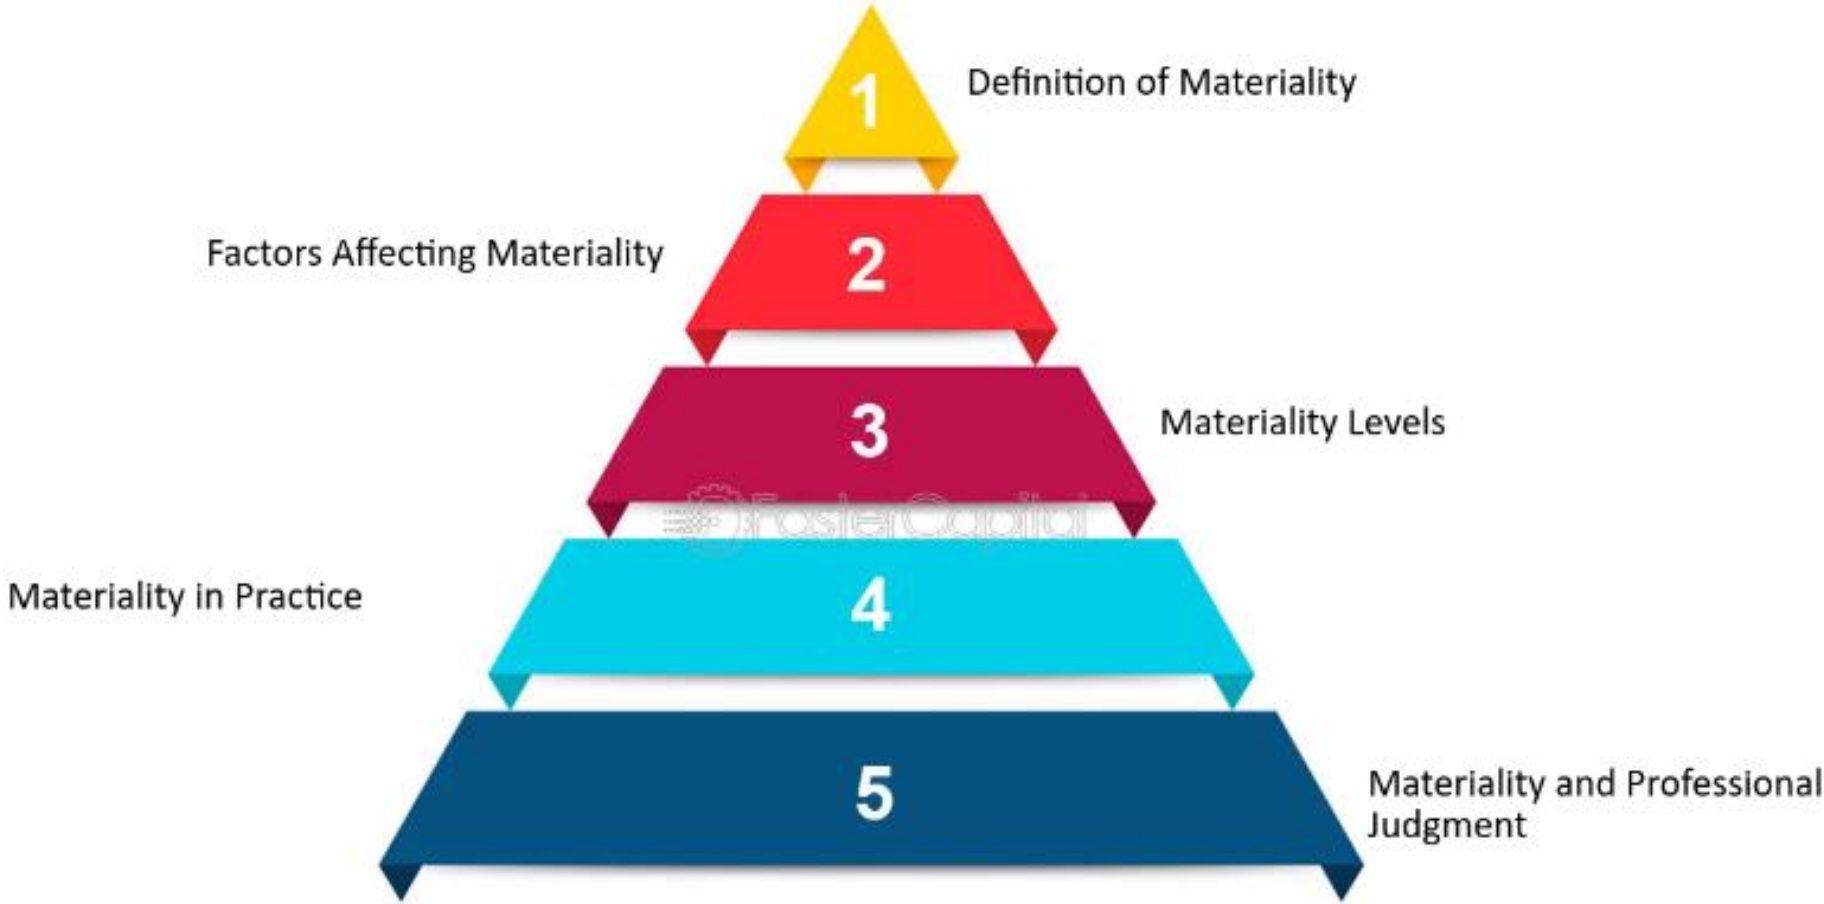 1
Definition of Materiality
Factors Affecting Materiality
2
3
Materiality Levels
FasterCapital
Materiality in Practice
4
5
Materiality and Professional
Judgment